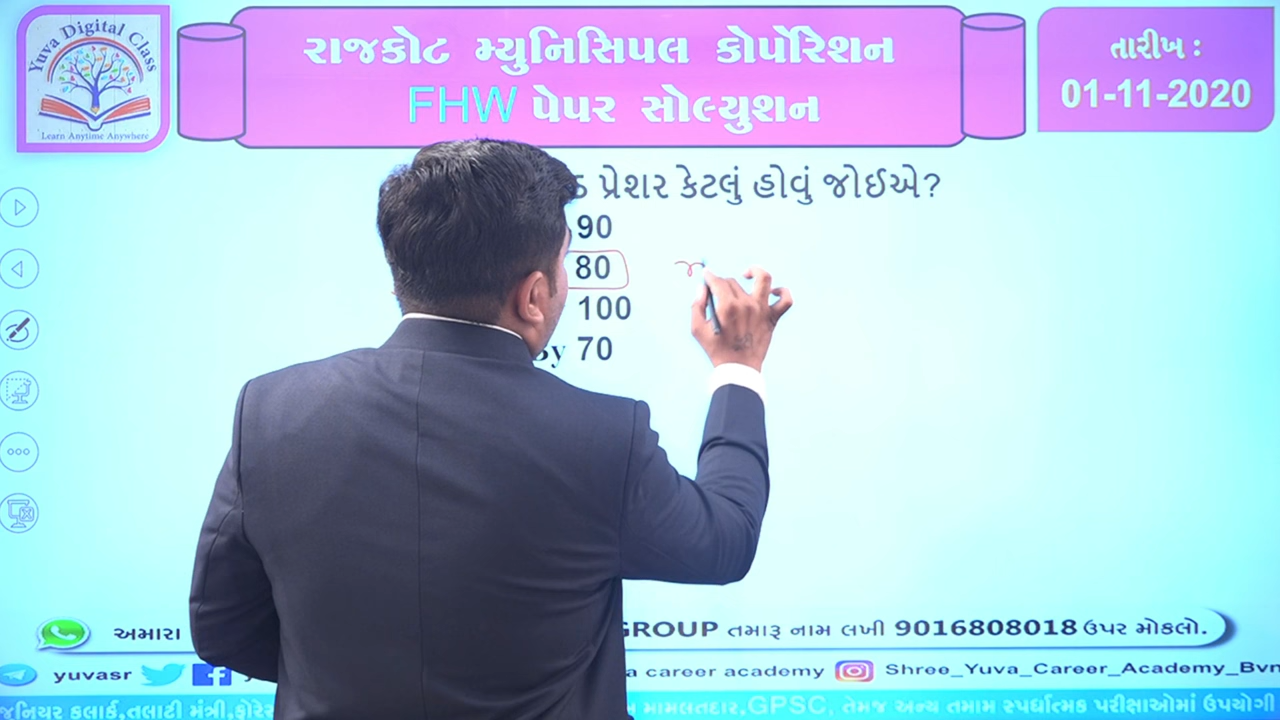 Yuva Digital Class
Learn Anytime Anywhere
રાજકોટ મ્યુનિસિપલ કોર્પોરેશન
FHW પેપર સોલ્યુશન
તારીખ :
01-11-2020
પ્રેશર કેટલું હોવું જોઈએ?
90
80
100
By 70
અમારા GROUP તમારૂ નામ લખી 9016808018 ઉપર મોકલો.
yuvasr career academy Shree_Yuva_Career_Academy_Bvn
ક્લાર્ક,તલાટી મંત્રી, મામલતદાર,GPSC, તેમજ અન્ય તમામ સ્પર્ધાત્મક પરીક્ષાઓમાં ઉપયોગી